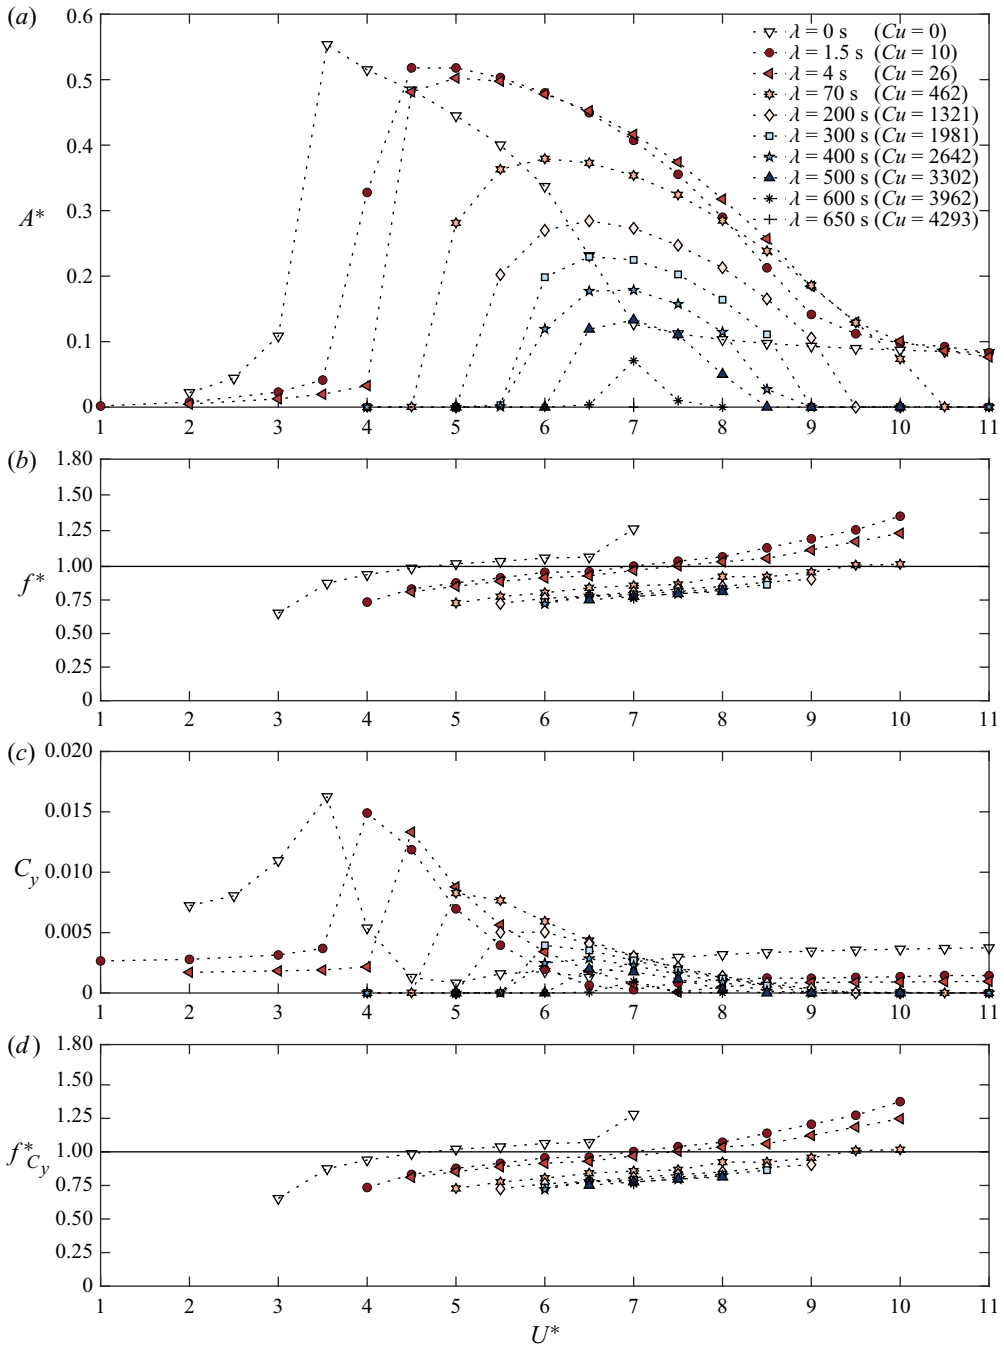 (a)
0.6
0.5
0.4
0.3
0.2
0.1
0
A*
λ = 0 s (Cu = 0)
λ = 1.5 s (Cu = 10)
λ = 4 s (Cu = 26)
λ = 70 s (Cu = 462)
λ = 200 s (Cu = 1321)
λ = 300 s (Cu = 1981)
λ = 400 s (Cu = 2642)
λ = 500 s (Cu = 3302)
λ = 600 s (Cu = 3962)
λ = 650 s (Cu = 4293)
1 2 3 4 5 6 7 8 9 10 11
(b)
1.80
1.50
1.25
1.00
0.75
0.50
0.25
0
f*
1 2 3 4 5 6 7 8 9 10 11
(c)
0.020
0.015
0.010
0.005
0
C_y
1 2 3 4 5 6 7 8 9 10 11
(d)
1.80
1.50
1.25
1.00
0.75
0.50
0.25
0
f*_{C_y}
1 2 3 4 5 6 7 8 9 10 11
U*